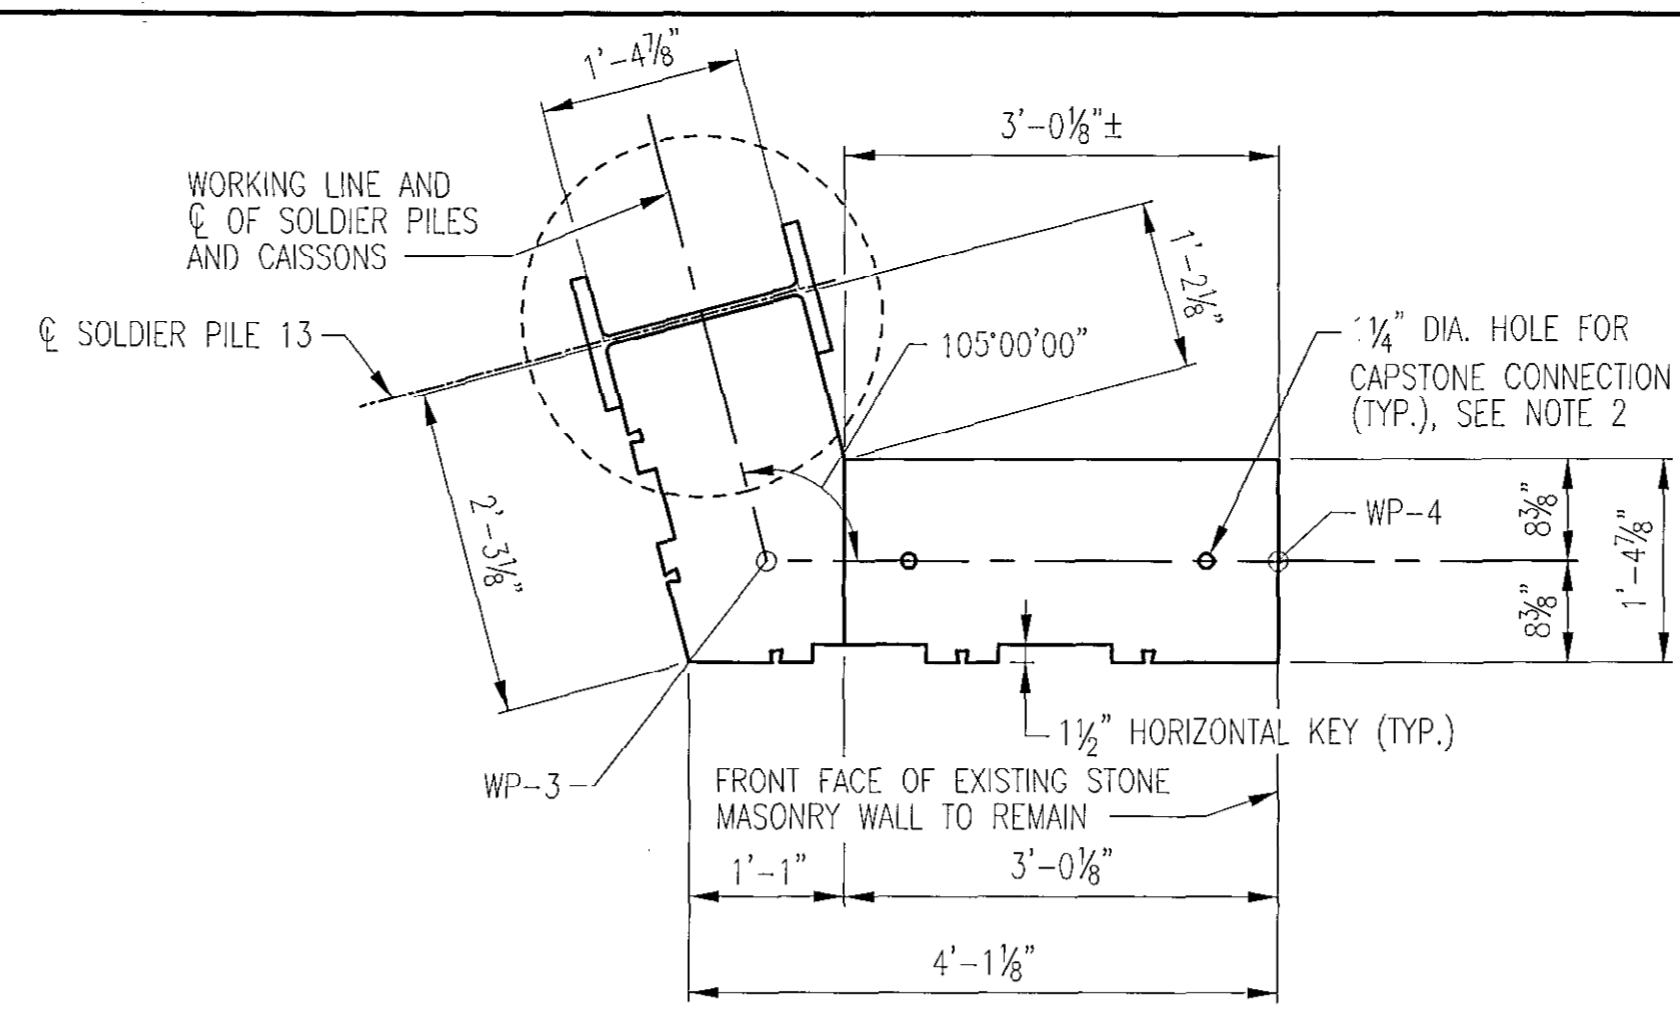 1'-4⅞"
3'-0⅛"±
WORKING LINE AND
℄ OF SOLDIER PILES
AND CAISSONS
1'-2⅛"
℄ SOLDIER PILE 13
105°00'00"
1¼" DIA. HOLE FOR
CAPSTONE CONNECTION
(TYP.), SEE NOTE 2
2'-3⅛"
WP-4
8⅜"
8⅜"
1'-4⅞"
1½" HORIZONTAL KEY (TYP.)
WP-3
FRONT FACE OF EXISTING STONE
MASONRY WALL TO REMAIN
1'-1"
3'-0⅛"
4'-1⅛"